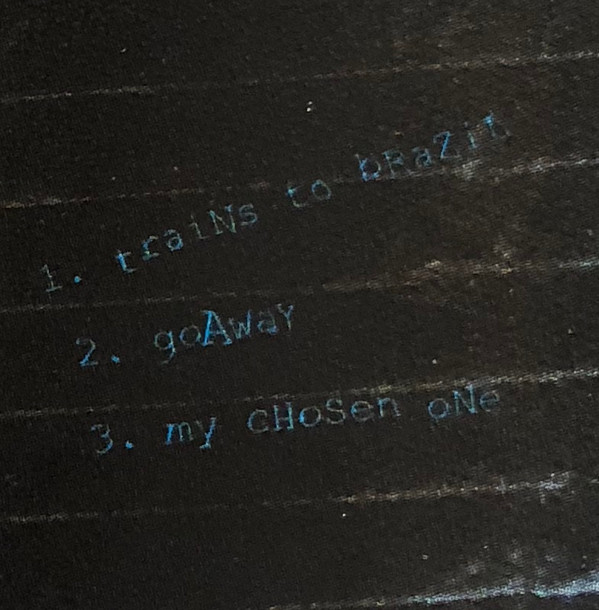 1. traiNs to bRaZiL
2. goAwaY
3. my cHoSen oNe